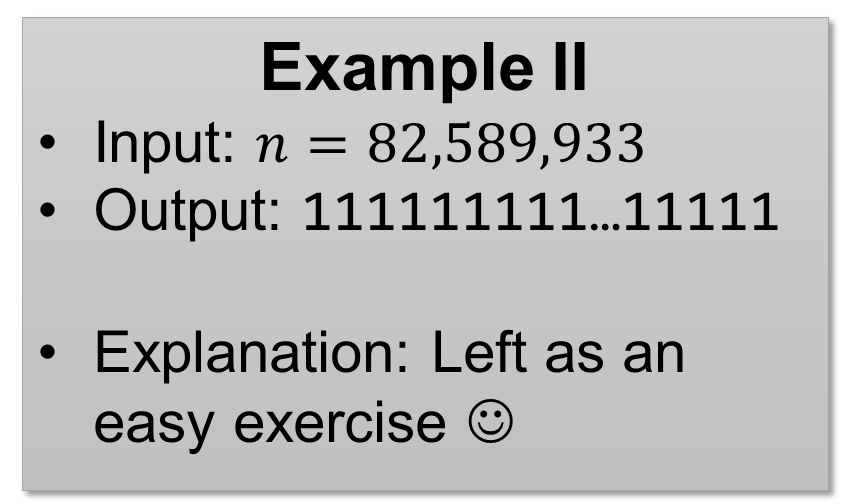 Example II
• Input: 𝑛 = 82,589,933
• Output: 111111111…11111
• Explanation: Left as an
easy exercise ☺